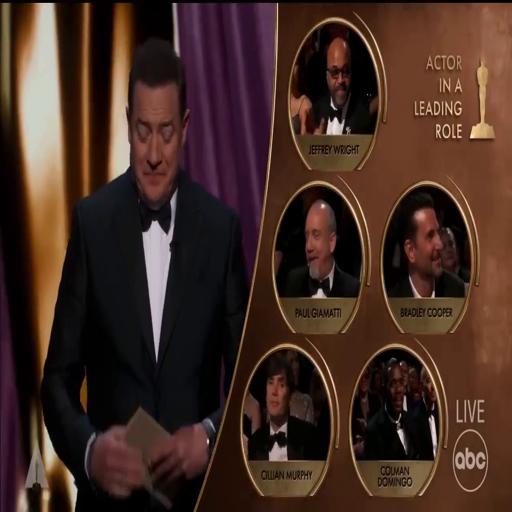 JEFFREY WRIGHT
ACTOR
IN A
LEADING
ROLE
PAUL GIAMATTI
BRADLEY COOPER
CILLIAN MURPHY
COLMAN
DOMINGO
LIVE
abc